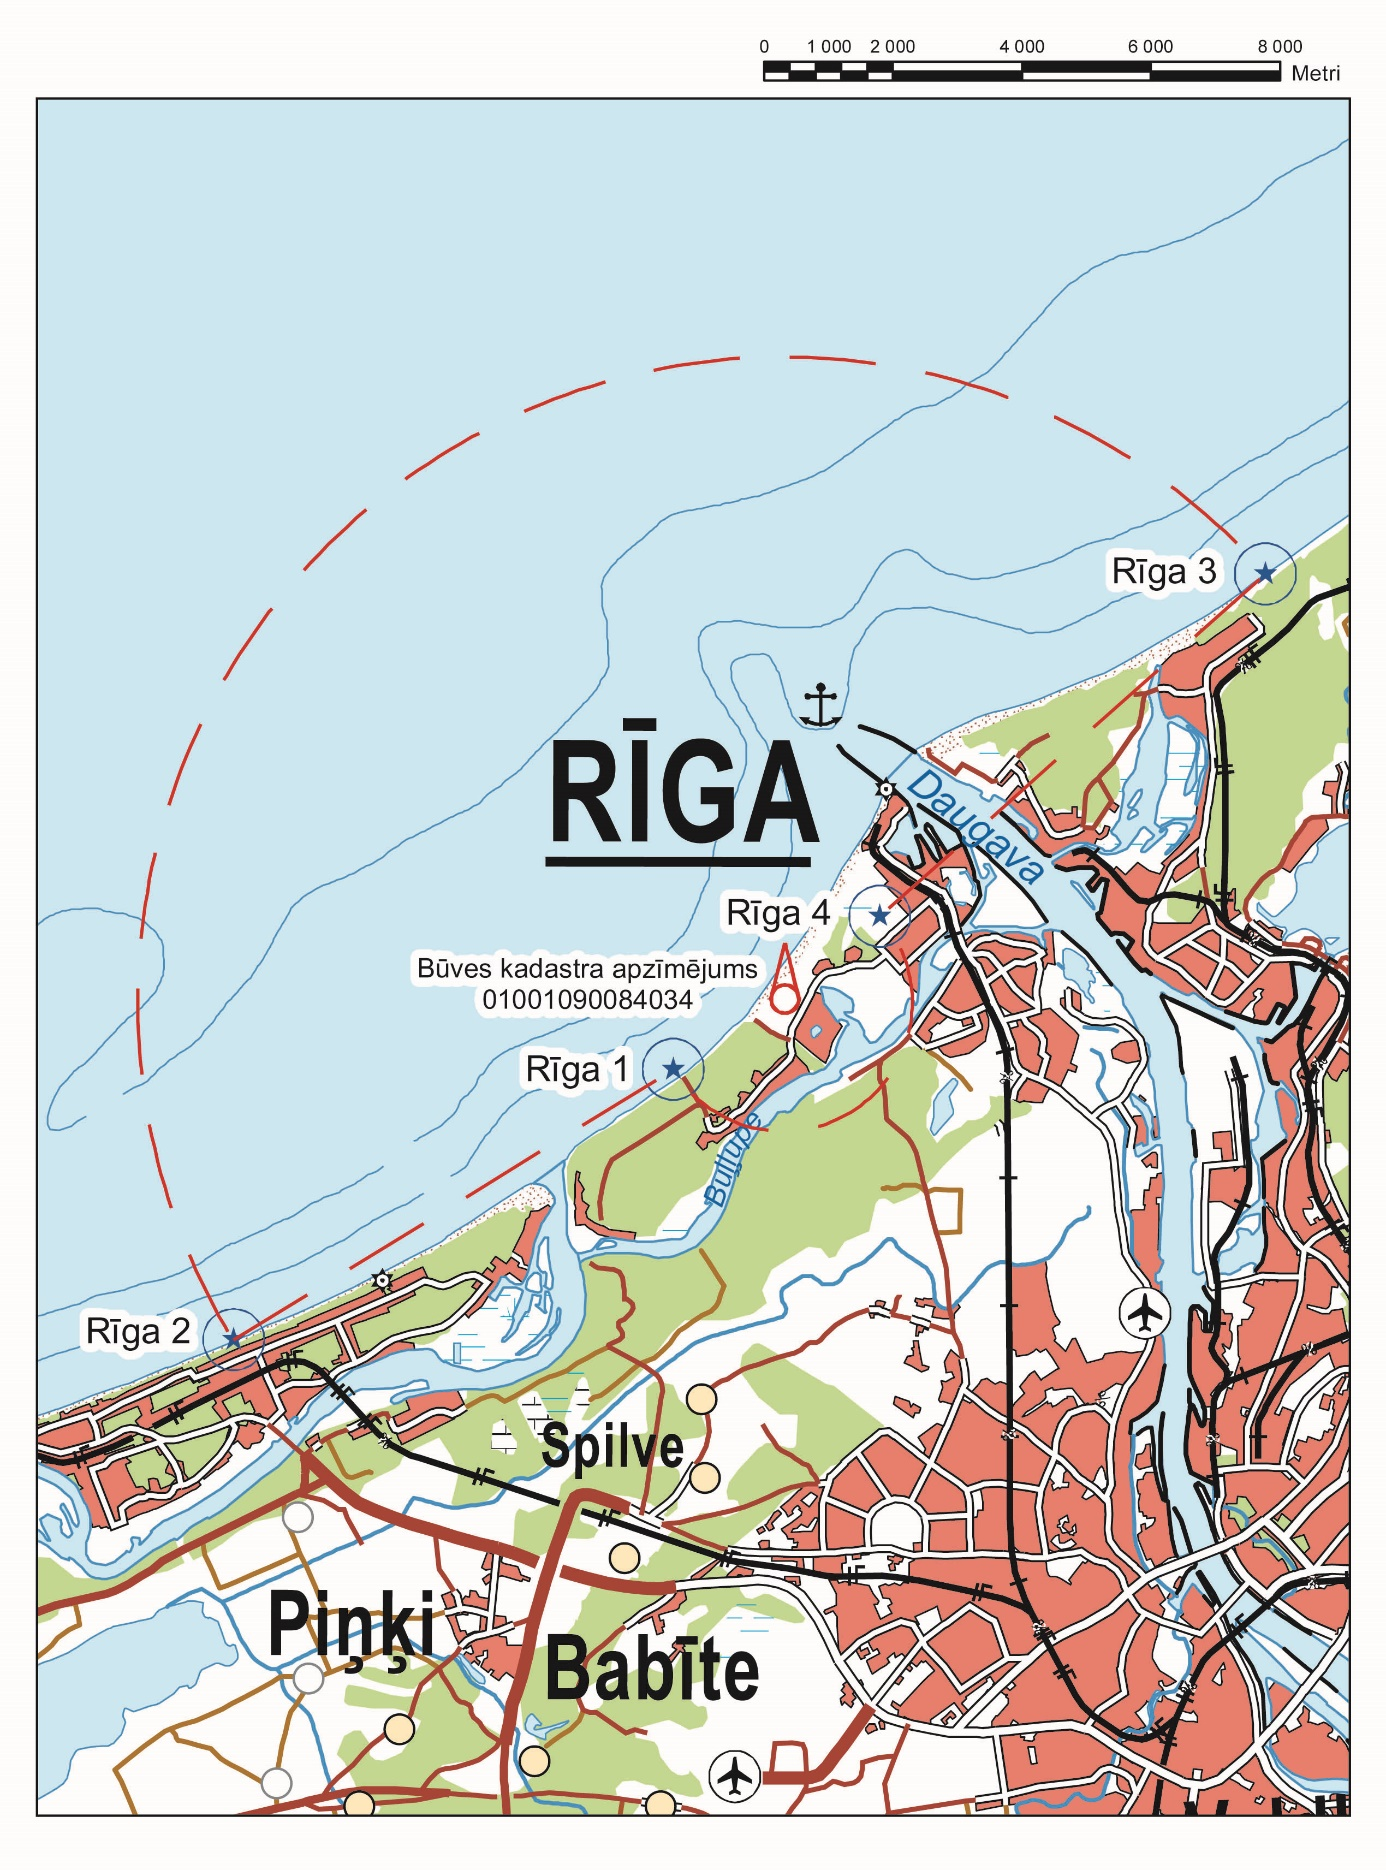 0 1 000 2 000 4 000 6 000 8 000
Metri
Rīga 3
RĪGA
Daugava
Rīga 4
Būves kadastra apzīmējums
01001090084034
Rīga 1
Buļļupe
Rīga 2
Spilve
Piņķi
Babīte